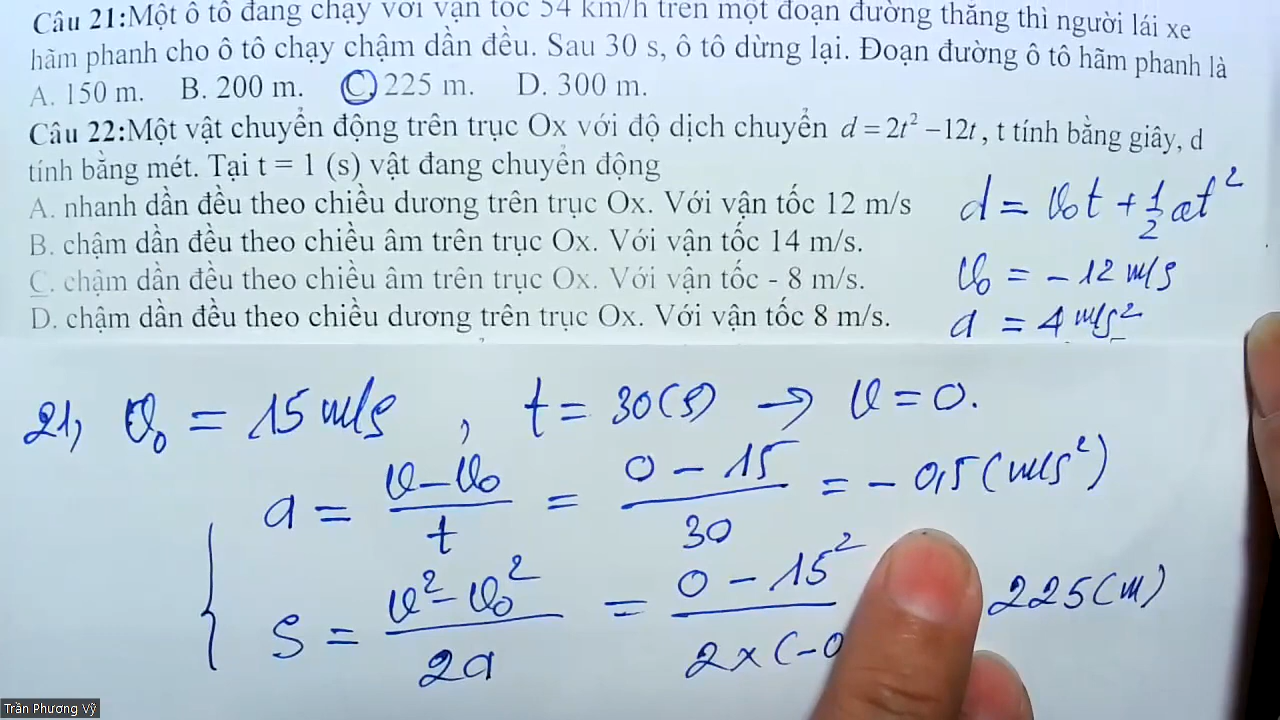 Câu 21:Một ô tô đang chạy với vận tốc 54 km/h trên một đoạn đường thẳng thì người lái xe
hãm phanh cho ô tô chạy chậm dần đều. Sau 30 s, ô tô dừng lại. Đoạn đường ô tô hãm phanh là
A. 150 m. B. 200 m. C. 225 m. D. 300 m.
Câu 22:Một vật chuyển động trên trục Ox với độ dịch chuyển d = 2t² −12t , t tính bằng giây, d
tính bằng mét. Tại t = 1 (s) vật đang chuyển động
A. nhanh dần đều theo chiều dương trên trục Ox. Với vận tốc 12 m/s
B. chậm dần đều theo chiều âm trên trục Ox. Với vận tốc 14 m/s.
C. chậm dần đều theo chiều âm trên trục Ox. Với vận tốc - 8 m/s.
D. chậm dần đều theo chiều dương trên trục Ox. Với vận tốc 8 m/s.
d = v₀t + 1/2 at²
v₀ = - 12 m/s
a = 4 m/s²
21, v₀ = 15 m/s , t = 30(s) → v = 0.
a = (v - v₀)/t = (0 - 15)/30 = - 0,5 (m/s²)
S = (v² - v₀²)/2a = (0 - 15²)/2×(-0 225(m)
Trần Phương Vỹ